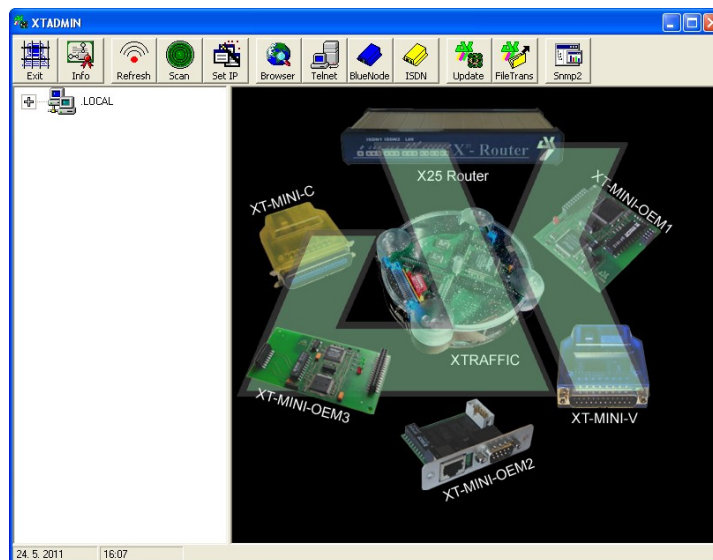 XTADMIN
Exit
Info
Refresh
Scan
Set IP
Browser
Telnet
BlueNode
ISDN
Update
FileTrans
Snmp2
.LOCAL
X - Router
X25 Router
XT-MINI-C
XT-MINI-OEM1
XTRAFFIC
XT-MINI-OEM3
XT-MINI-V
XT-MINI-OEM2
24. 5. 2011
16:07